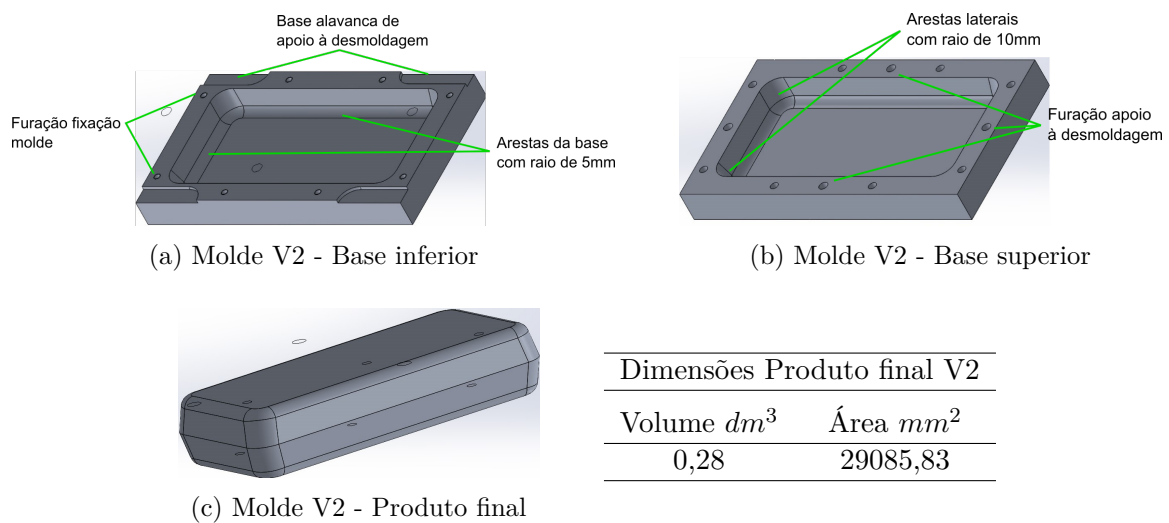 Base alavanca de
apoio à desmoldagem
Furação fixação
molde
Arestas da base
com raio de 5mm
(a) Molde V2 - Base inferior
Arestas laterais
com raio de 10mm
Furação apoio
à desmoldagem
(b) Molde V2 - Base superior
(c) Molde V2 - Produto final
Dimensões Produto final V2
Volume dm³ Área mm²
0,28 29085,83